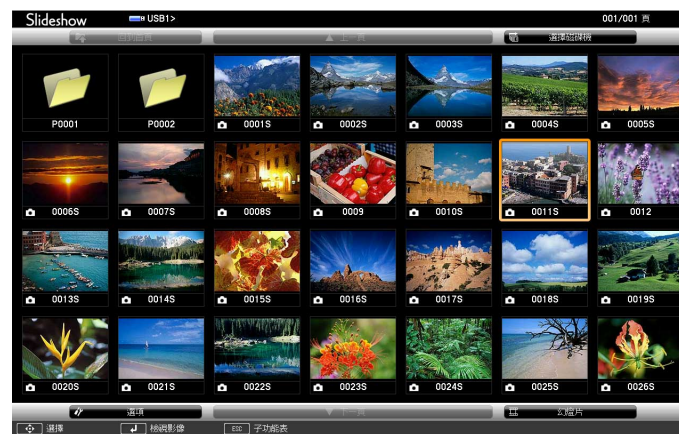 Slideshow USB1> 001/001 頁
回到首頁 ▲ 上一頁 選擇磁碟機
P0001 P0002 0001S 0002S 0003S 0004S 0005S
0006S 0007S 0008S 0009 0010S 0011S 0012
0013S 0014S 0015S 0016S 0017S 0018S 0019S
0020S 0021S 0022S 0023S 0024S 0025S 0026S
選項 ▼ 下一頁 幻燈片
選擇 檢視影像 ESC 子功能表